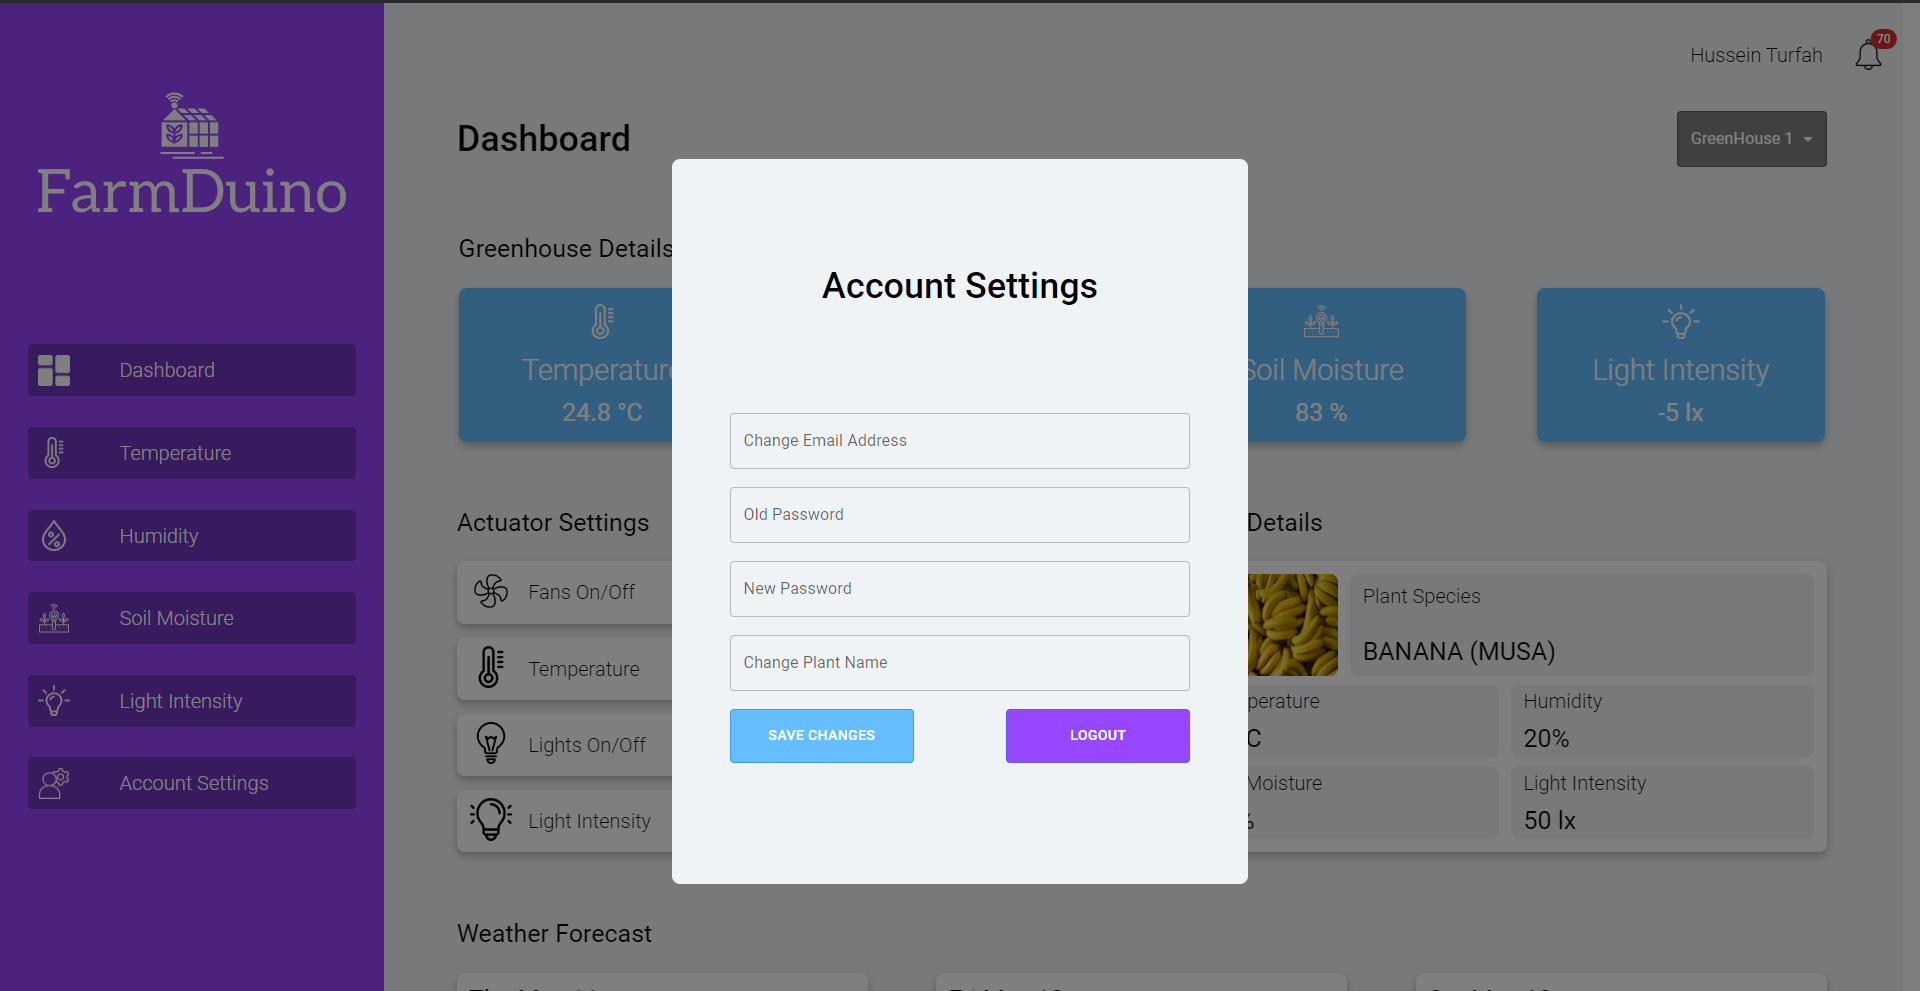 FarmDuino
Dashboard
Temperature
Humidity
Soil Moisture
Light Intensity
Account Settings
Hussein Turfah
70
Dashboard
GreenHouse 1
Greenhouse Details
Temperature
24.8 °C
Soil Moisture
83 %
Light Intensity
-5 lx
Account Settings
Change Email Address
Old Password
New Password
Change Plant Name
SAVE CHANGES
LOGOUT
Actuator Settings
Fans On/Off
Temperature
Lights On/Off
Light Intensity
Details
Plant Species
BANANA (MUSA)
perature
C
Humidity
20%
Moisture
Light Intensity
50 lx
Weather Forecast